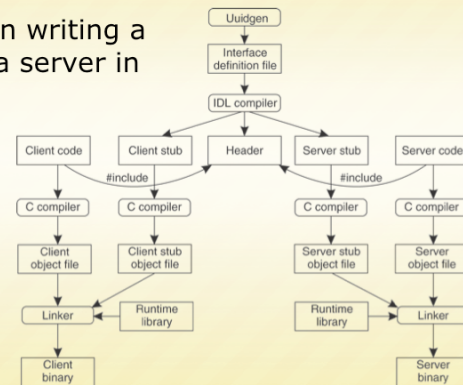 n writing a
a server in
Uuidgen
Interface
definition file
IDL compiler
Client code
Client stub
Header
Server stub
Server code
#include
#include
C compiler
C compiler
C compiler
C compiler
Client
object file
Client stub
object file
Server stub
object file
Server
object file
Linker
Runtime
library
Runtime
library
Linker
Client
binary
Server
binary